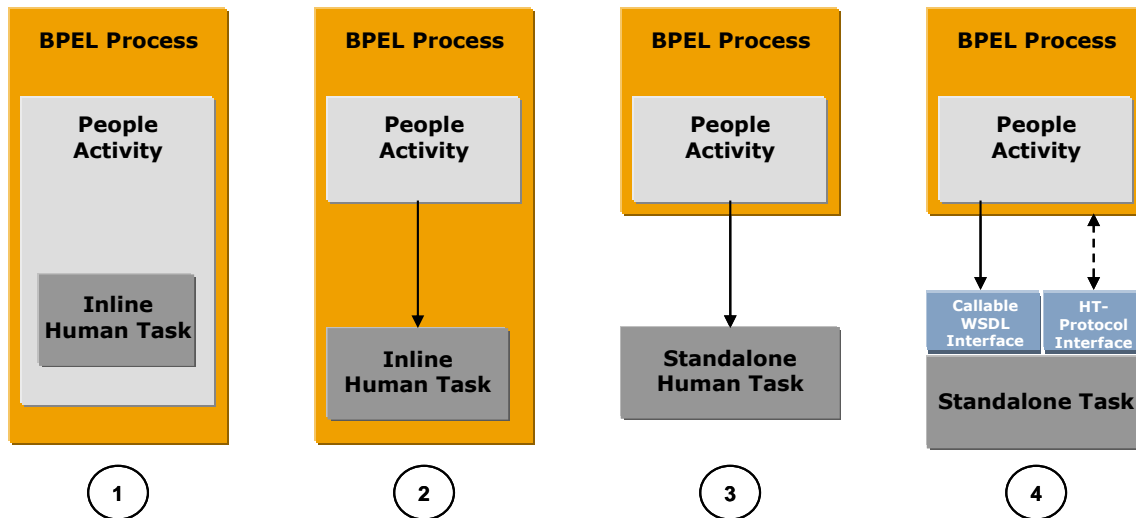 BPEL Process
People
Activity
Inline
Human Task
1
BPEL Process
People
Activity
Inline
Human Task
2
BPEL Process
People
Activity
Standalone
Human Task
3
BPEL Process
People
Activity
Callable
WSDL
Interface
HT-
Protocol
Interface
Standalone Task
4